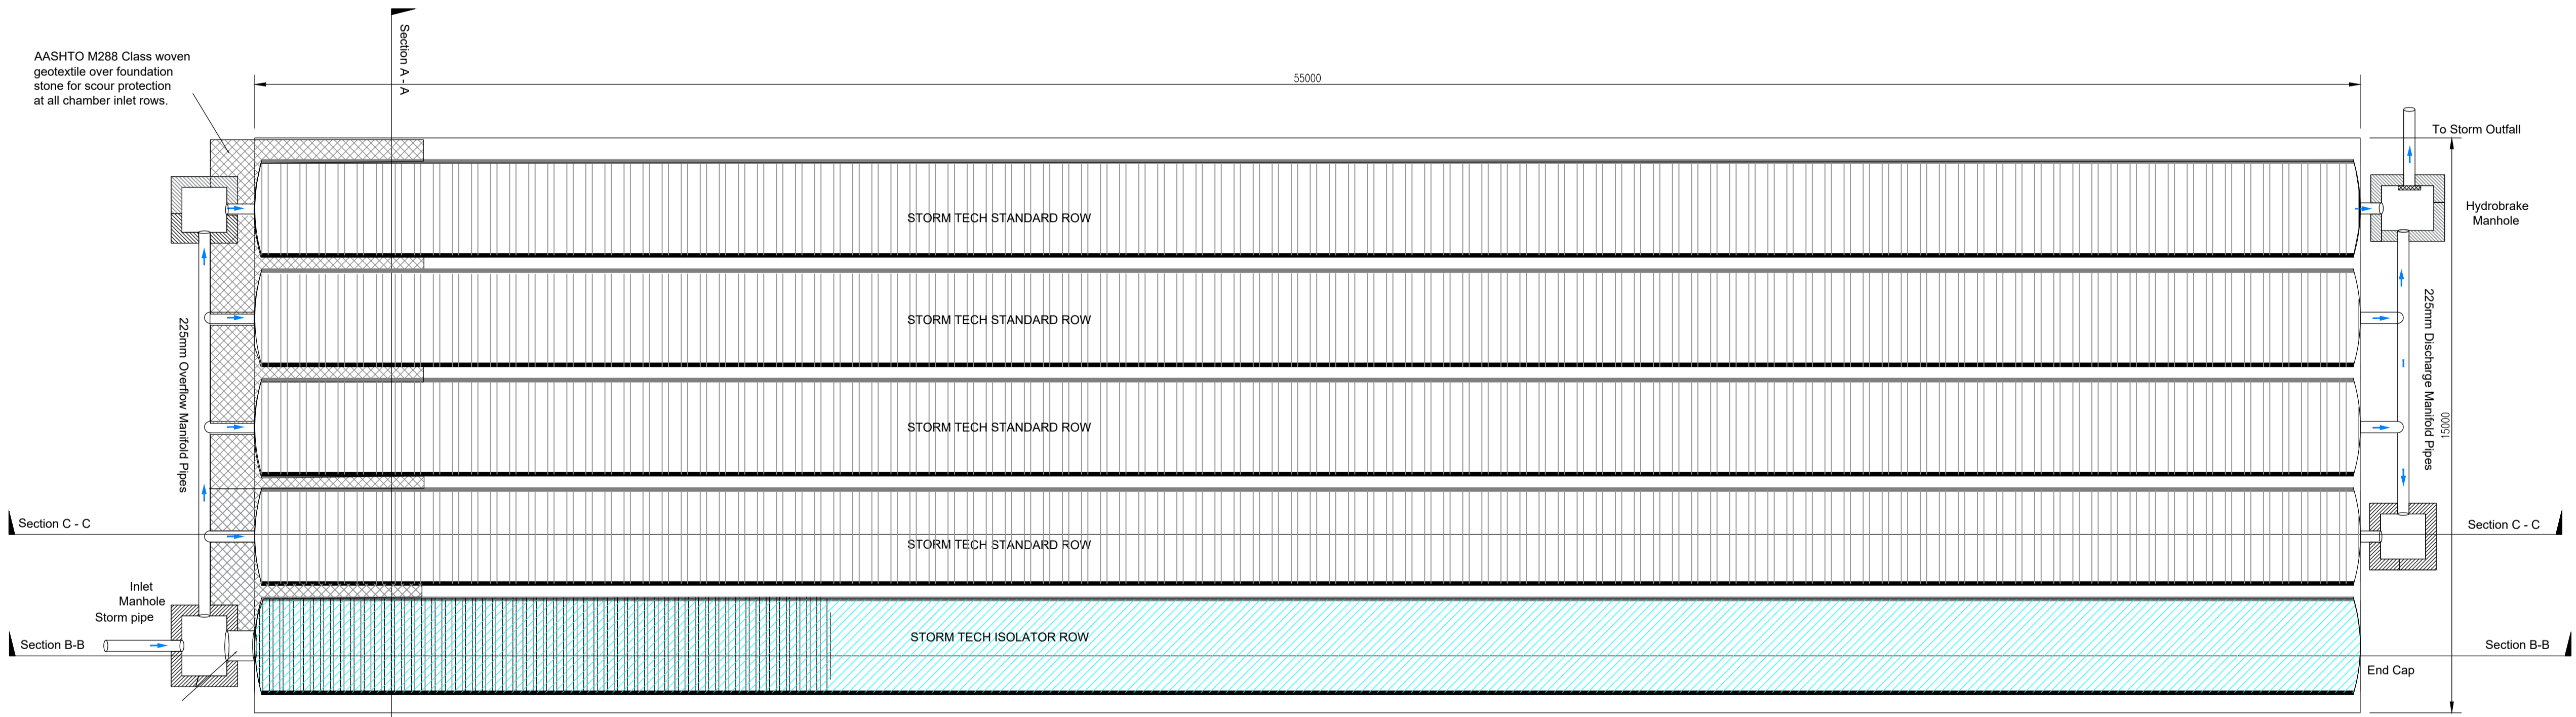 Section A - A
AASHTO M288 Class woven
geotextile over foundation
stone for scour protection
at all chamber inlet rows.
55000
To Storm Outfall
Hydrobrake
Manhole
STORM TECH STANDARD ROW
STORM TECH STANDARD ROW
225mm Overflow Manifold Pipes
225mm Discharge Manifold Pipes
15000
STORM TECH STANDARD ROW
Section C - C
Section C - C
STORM TECH STANDARD ROW
Inlet
Manhole
Storm pipe
Section B-B
STORM TECH ISOLATOR ROW
Section B-B
End Cap